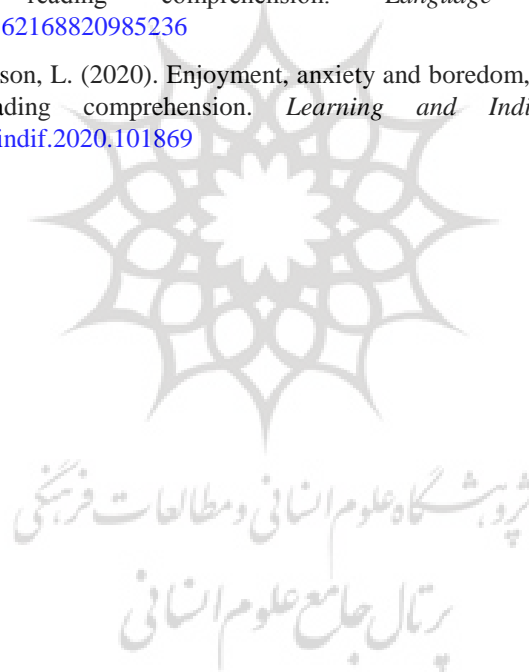 reading comprehension. Language
62168820985236
son, L. (2020). Enjoyment, anxiety and boredom,
ding comprehension. Learning and Indi
indif.2020.101869
پژوهشگاه علوم انسانی و مطالعات فرهنگی
پرتال جامع علوم انسانی